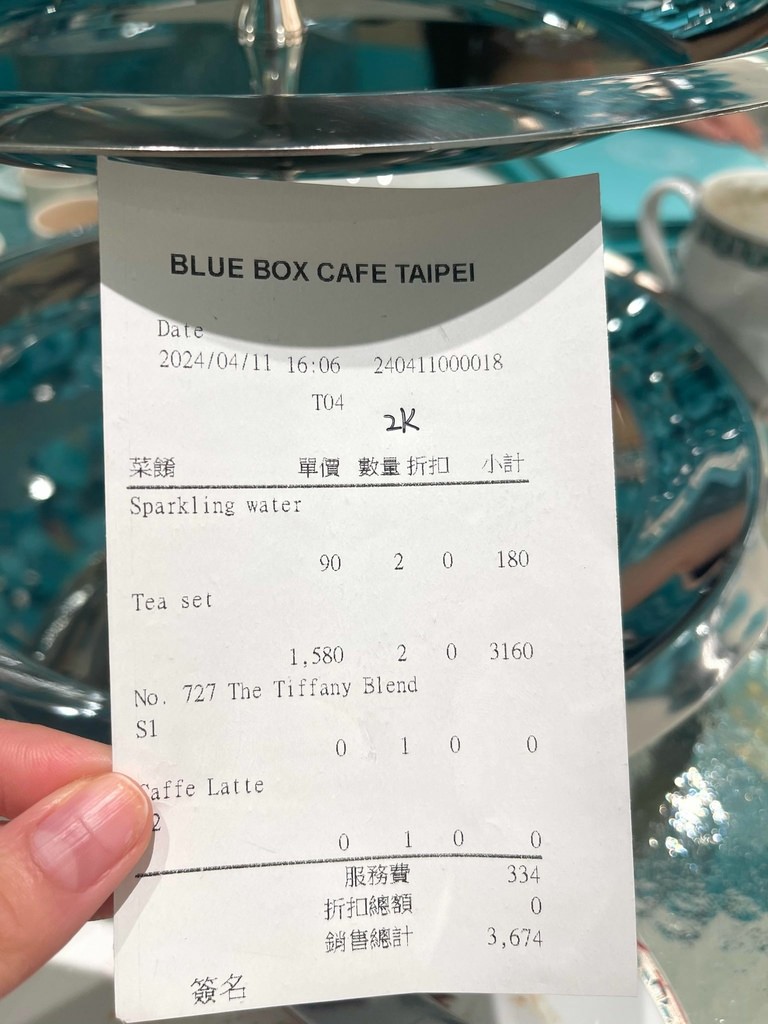 BLUE BOX CAFE TAIPEI
Date
2024/04/11 16:06 240411000018
T04
2K
菜餚 單價 數量 折扣 小計
Sparkling water
90 2 0 180
Tea set
1,580 2 0 3160
No. 727 The Tiffany Blend
S1
0 1 0 0
Caffe Latte
2
0 1 0 0
服務費 334
折扣總額 0
銷售總計 3,674
簽名